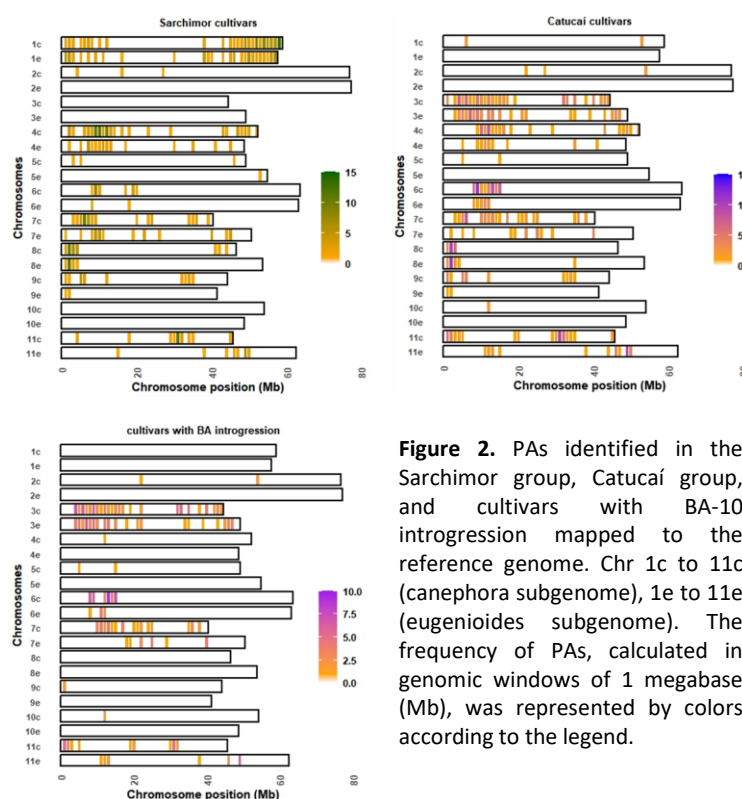 Sarchimor cultivars
Chromosomes
1c
1e
2c
2e
3c
3e
4c
4e
5c
5e
6c
6e
7c
7e
8c
8e
9c
9e
10c
10e
11c
11e
15
10
5
0
0
20
40
60
80
Chromosome position (Mb)
Catucai cultivars
Chromosomes
1c
1e
2c
2e
3c
3e
4c
4e
5c
5e
6c
6e
7c
7e
8c
8e
9c
9e
10c
10e
11c
11e
5
0
0
20
40
60
Chromosome position (Mb)
cultivars with BA introgression
Chromosomes
1c
1e
2c
2e
3c
3e
4c
4e
5c
5e
6c
6e
7c
7e
8c
8e
9c
9e
10c
10e
11c
11e
10.0
7.5
5.0
2.5
0.0
0
20
40
60
80
Chromosome position (Mb)
Figure 2. PAs identified in the
Sarchimor group, Catucaí group,
and cultivars with BA-10
introgression mapped to the
reference genome. Chr 1c to 11c
(canephora subgenome), 1e to 11e
(eugenioides subgenome). The
frequency of PAs, calculated in
genomic windows of 1 megabase
(Mb), was represented by colors
according to the legend.